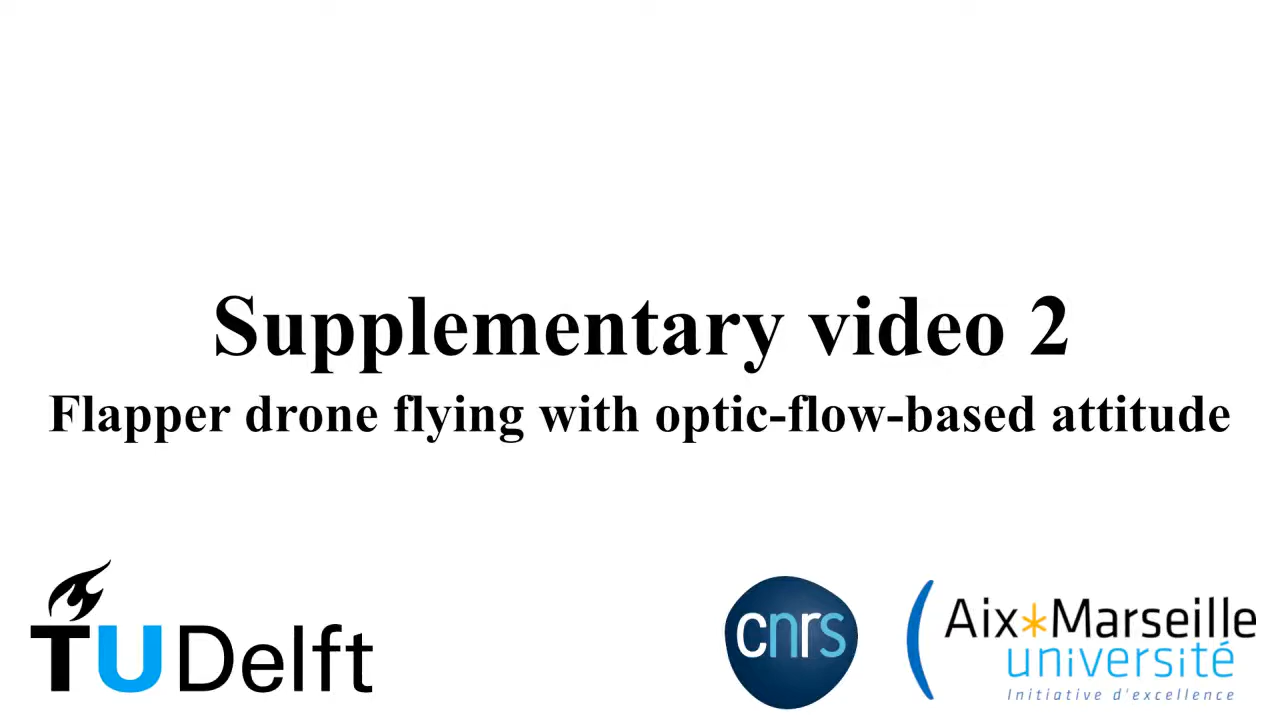 Supplementary video 2
Flapper drone flying with optic-flow-based attitude
TUDelft
cnrs
Aix*Marseille
université
Initiative d'excellence